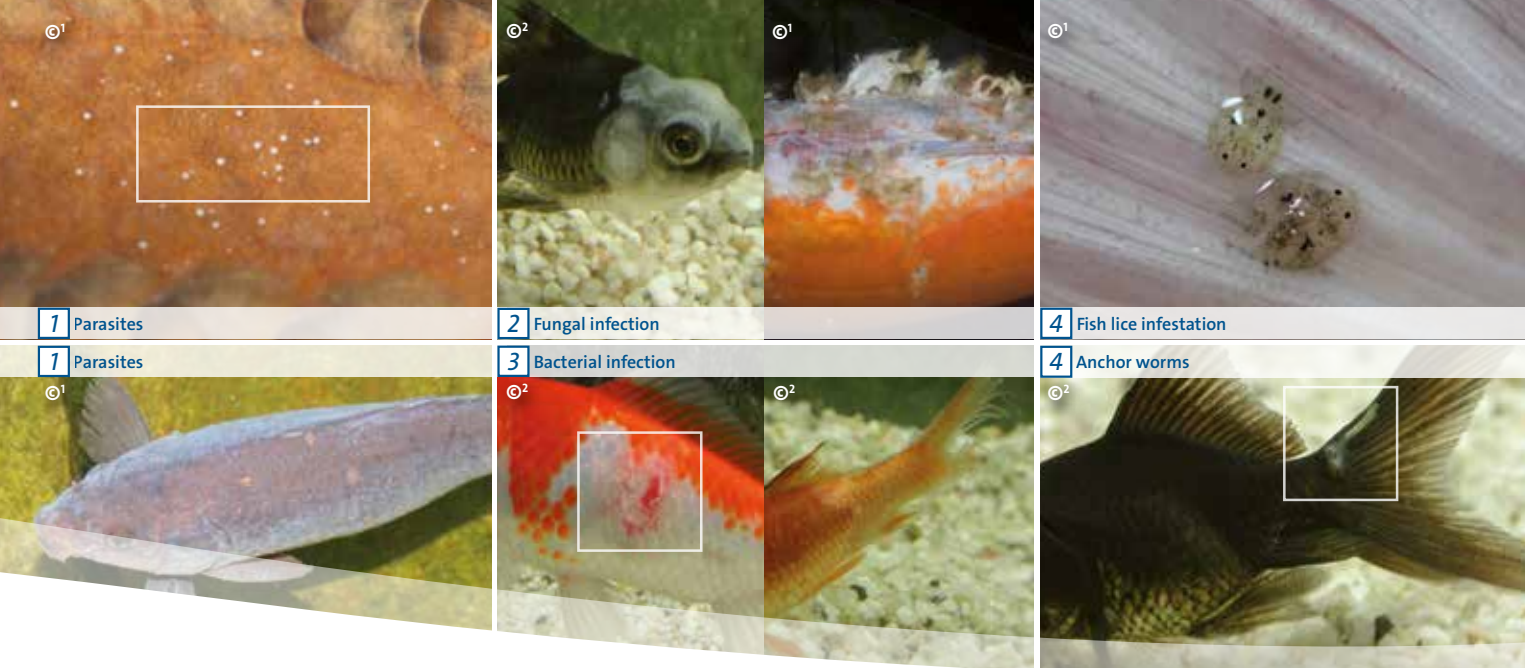 ©1
©2
©1
©1
1 Parasites
2 Fungal infection
4 Fish lice infestation
1 Parasites
3 Bacterial infection
4 Anchor worms
©1
©2
©2
©2